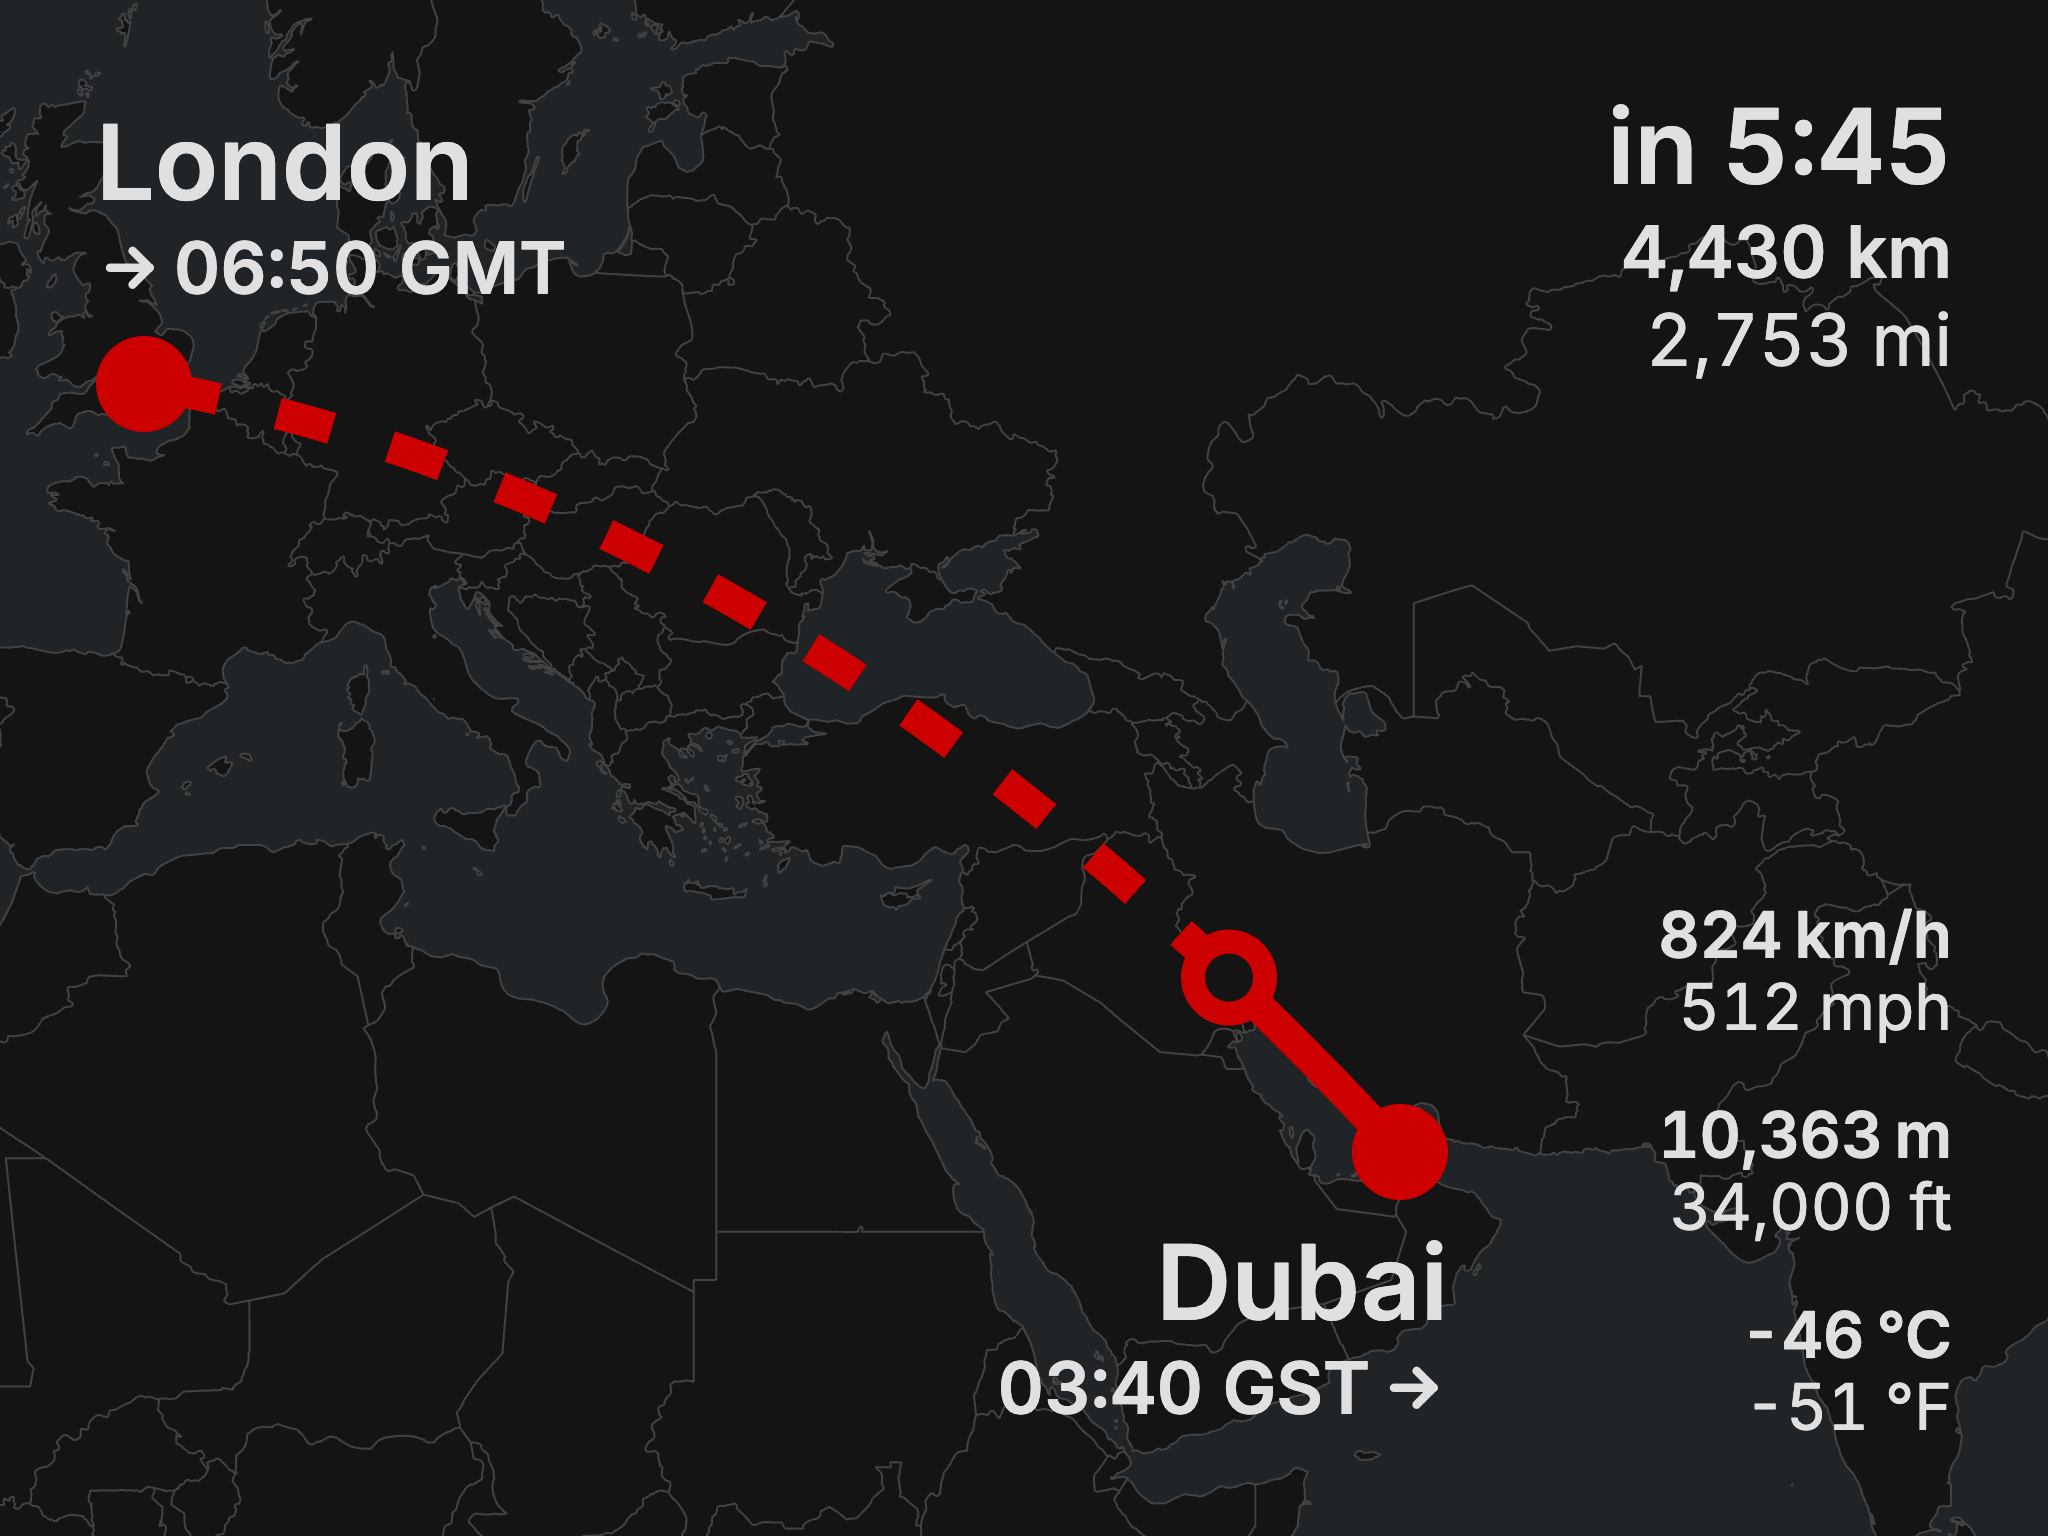 London
→ 06:50 GMT
in 5:45
4,430 km
2,753 mi
824 km/h
512 mph
10,363 m
34,000 ft
-46 °C
-51 °F
Dubai
03:40 GST →